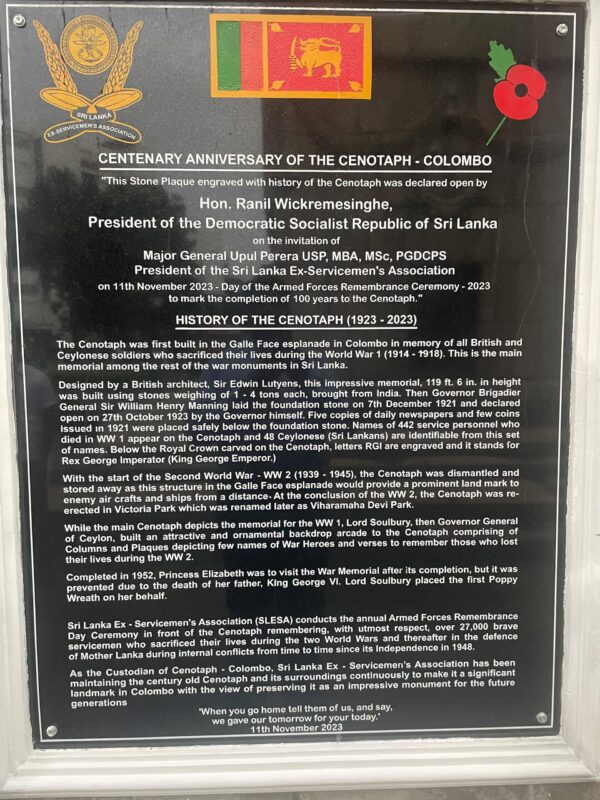 SRI LANKA
EX-SERVICEMEN'S ASSOCIATION
CENTENARY ANNIVERSARY OF THE CENOTAPH - COLOMBO
"This Stone Plaque engraved with history of the Cenotaph was declared open by
Hon. Ranil Wickremesinghe,
President of the Democratic Socialist Republic of Sri Lanka
on the invitation of
Major General Upul Perera USP, MBA, MSc, PGDCPS
President of the Sri Lanka Ex-Servicemen's Association
on 11th November 2023 - Day of the Armed Forces Remembrance Ceremony - 2023
to mark the completion of 100 years to the Cenotaph."
HISTORY OF THE CENOTAPH (1923 - 2023)
The Cenotaph was first built in the Galle Face esplanade in Colombo in memory of all British and
Ceylonese soldiers who sacrificed their lives during the World War 1 (1914 - 1918). This is the main
memorial among the rest of the war monuments in Sri Lanka.
Designed by a British architect, Sir Edwin Lutyens, this impressive memorial, 119 ft. 6 in. in height
was built using stones weighing of 1 - 4 tons each, brought from India. Then Governor Brigadier
General Sir William Henry Manning laid the foundation stone on 7th December 1921 and declared
open on 27th October 1923 by the Governor himself. Five copies of daily newspapers and few coins
issued in 1921 were placed safely below the foundation stone. Names of 442 service personnel who
died in WW 1 appear on the Cenotaph and 48 Ceylonese (Sri Lankans) are identifiable from this set
of names. Below the Royal Crown carved on the Cenotaph, letters RGI are engraved and it stands for
Rex George Imperator (King George Emperor.)
With the start of the Second World War - WW 2 (1939 - 1945), the Cenotaph was dismantled and
stored away as this structure in the Galle Face esplanade would provide a prominent land mark to
enemy air crafts and ships from a distance. At the conclusion of the WW 2, the Cenotaph was re-
erected in Victoria Park which was renamed later as Viharamaha Devi Park.
While the main Cenotaph depicts the memorial for the WW 1, Lord Soulbury, then Governor General
of Ceylon, built an attractive and ornamental backdrop arcade to the Cenotaph comprising of
Columns and Plaques depicting few names of War Heroes and verses to remember those who lost
their lives during the WW 2.
Completed in 1952, Princess Elizabeth was to visit the War Memorial after its completion, but it was
prevented due to the death of her father, King George VI. Lord Soulbury placed the first Poppy
Wreath on her behalf.
Sri Lanka Ex - Servicemen's Association (SLESA) conducts the annual Armed Forces Remembrance
Day Ceremony in front of the Cenotaph remembering, with utmost respect, over 27,000 brave
servicemen who sacrificed their lives during the two World Wars and thereafter in the defence
of Mother Lanka during internal conflicts from time to time since its Independence in 1948.
As the Custodian of Cenotaph - Colombo, Sri Lanka Ex - Servicemen's Association has been
maintaining the century old Cenotaph and its surroundings continuously to make it a significant
landmark in Colombo with the view of preserving it as an impressive monument for the future
generations
'When you go home tell them of us, and say,
we gave our tomorrow for your today.'
11th November 2023